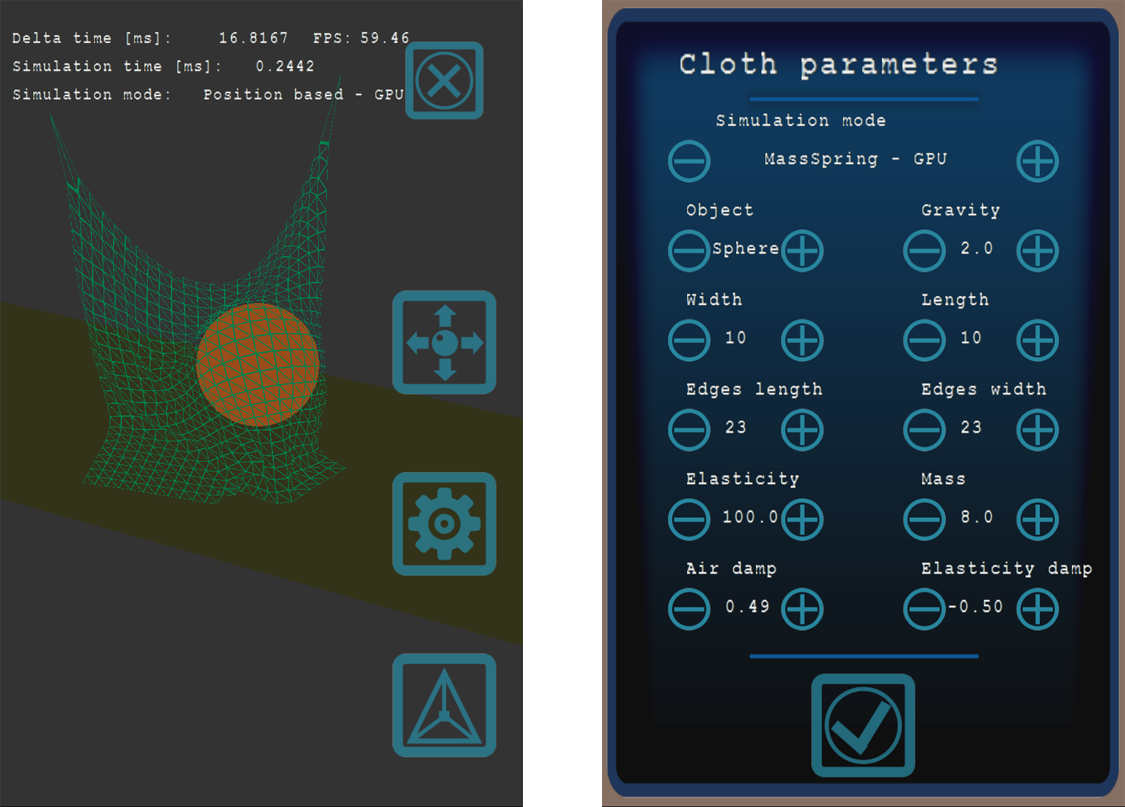 Delta time [ms]: 16.8167 FPS: 59.46
Simulation time [ms]: 0.2442
Simulation mode: Position based - GPU
Cloth parameters
Simulation mode
MassSpring - GPU
Object Gravity
Sphere 2.0
Width Length
10 10
Edges length Edges width
23 23
Elasticity Mass
100.0 8.0
Air damp Elasticity damp
0.49 -0.50